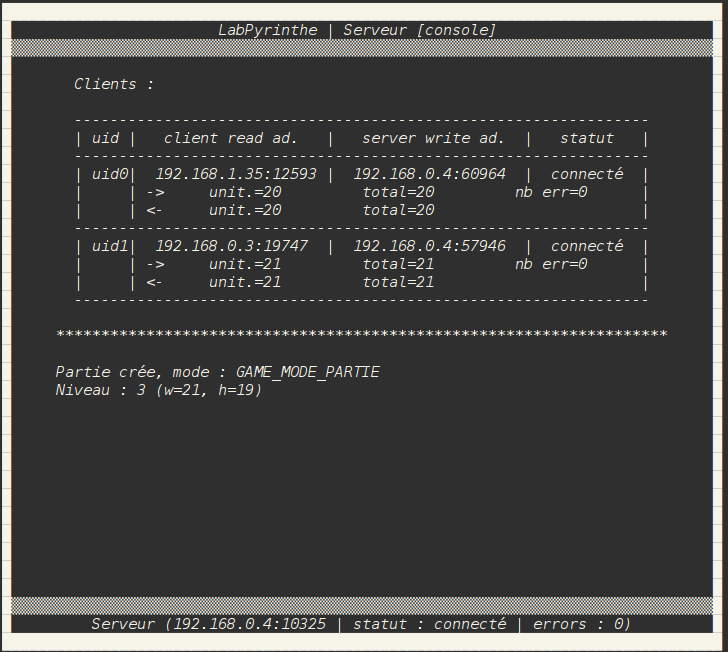 LabPyrinthe | Serveur [console]
Clients :
----------------------------------------------------------------
| uid |   client read ad.   |   server write ad.  |   statut   |
----------------------------------------------------------------
| uid0|  192.168.1.35:12593 |  192.168.0.4:60964  |  connecté  |
|     | ->     unit.=20         total=20         nb err=0      |
|     | <-     unit.=20         total=20                       |
----------------------------------------------------------------
| uid1|  192.168.0.3:19747  |  192.168.0.4:57946  |  connecté  |
|     | ->     unit.=21         total=21         nb err=0      |
|     | <-     unit.=21         total=21                       |
----------------------------------------------------------------
********************************************************************
Partie crée, mode : GAME_MODE_PARTIE
Niveau : 3 (w=21, h=19)
Serveur (192.168.0.4:10325 | statut : connecté | errors : 0)